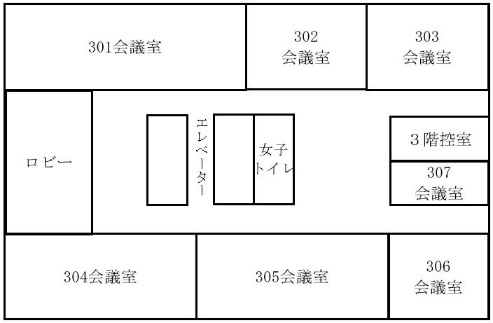 301会議室
302
会議室
303
会議室
ロビー
エレベーター
女子
トイレ
３階控室
307
会議室
304会議室
305会議室
306
会議室